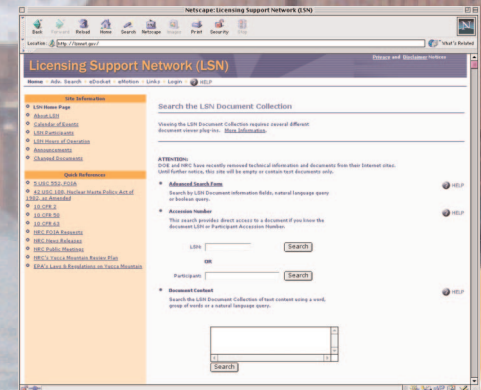 Netscape: Licensing Support Network (LSN)
Back Forward Reload Home Search Netscape Images Print Security Stop
Location: http://lsnnet.gov/ What's Related
Privacy and Disclaimer Notices
Licensing Support Network (LSN)
Home - Adv. Search - eDocket - eMotion - Links - Login - HELP
Site Information
LSN Home Page
About LSN
Calendar of Events
LSN Participants
LSN Hours of Operation
Announcements
Changed Documents
Quick References
5 USC 552, FOIA
42 USC 108, Nuclear Waste Policy Act of
1982, as Amended
10 CFR 2
10 CFR 50
10 CFR 63
NRC FOIA Requests
NRC News Releases
NRC Public Meetings
NRC's Yucca Mountain Review Plan
EPA's Laws & Regulations on Yucca Mountain
Search the LSN Document Collection
Viewing the LSN Document Collection requires several different
document viewer plug-ins. More Information.
ATTENTION:
DOE and NRC have recently removed technical information and documents from their Internet sites.
Until further notice, this site will be empty or contain test documents only.
Advanced Search Form HELP
Search by LSN Document information fields, natural language query
or boolean query.
Accession Number HELP
This search provides direct access to a document if you know the
document LSN or Participant Accession Number:
LSN: Search
OR
Participant: Search
Document Content HELP
Search the LSN Document Collection of text content using a word,
group of words or a natural language query.
Search